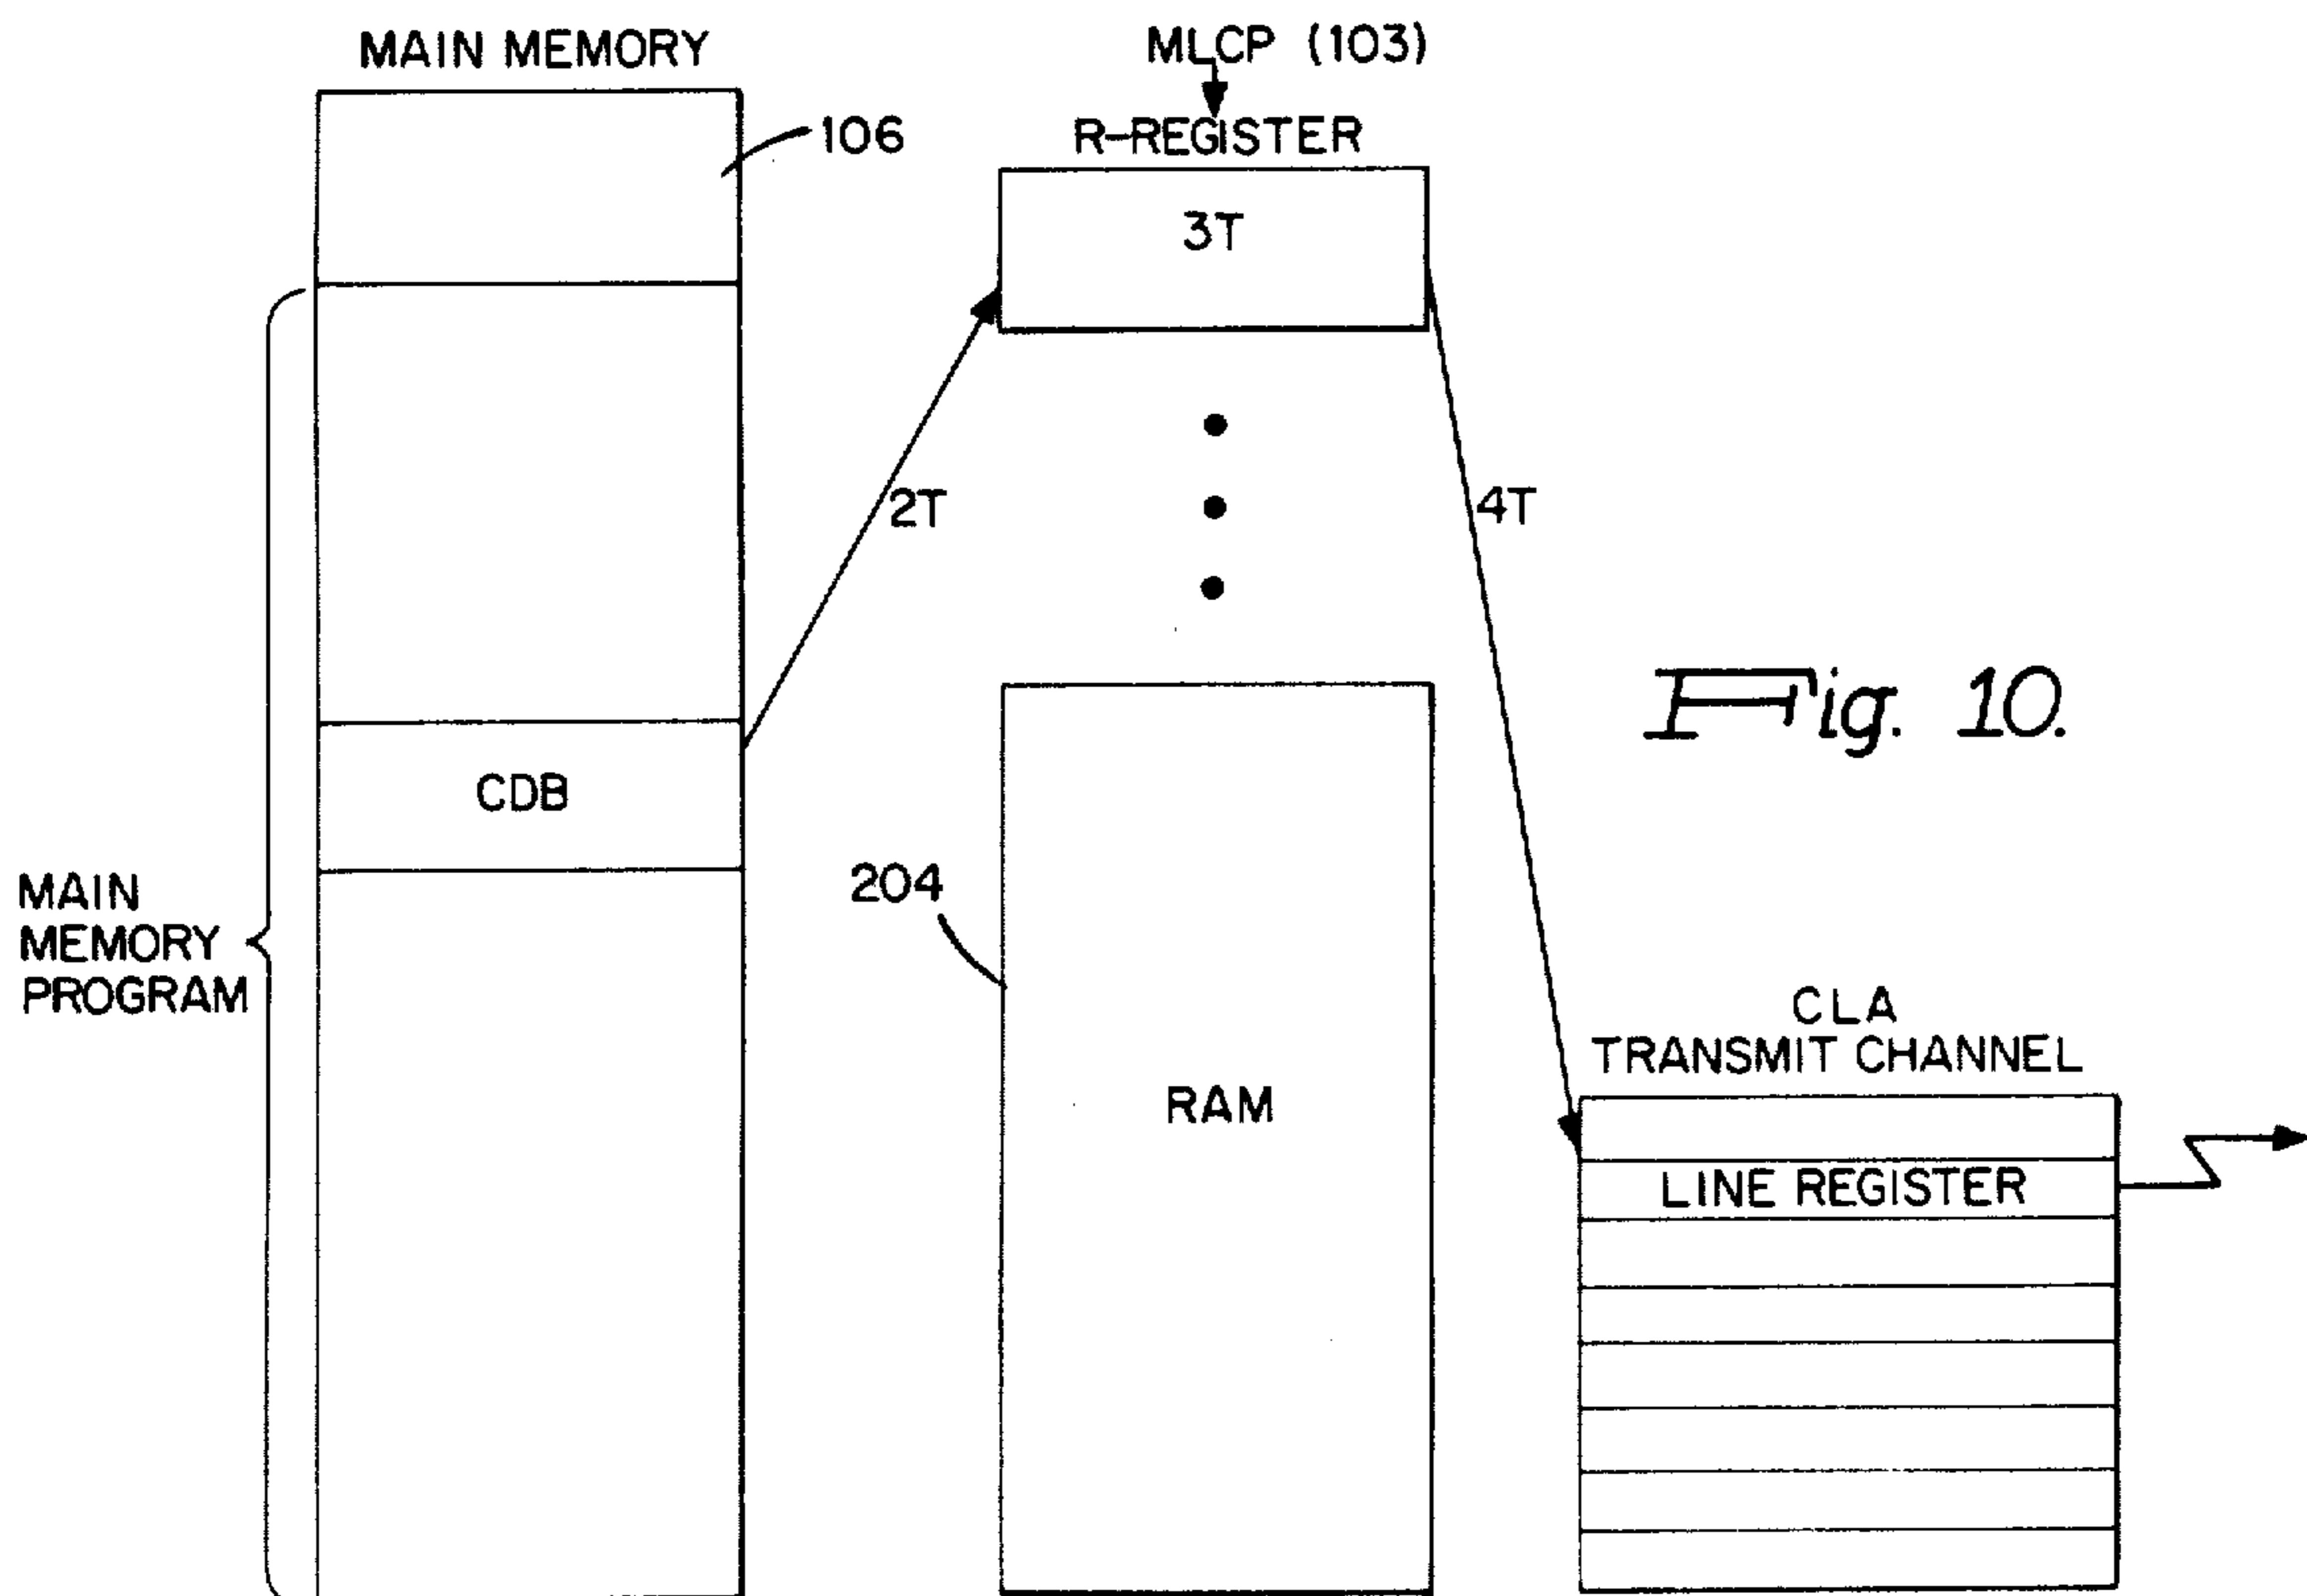 MAIN MEMORY
106
MLCP (103)
R-REGISTER
3T
2T
4T
CDB
MAIN
MEMORY
PROGRAM
204
RAM
Fig. 10.
CLA
TRANSMIT CHANNEL
LINE REGISTER